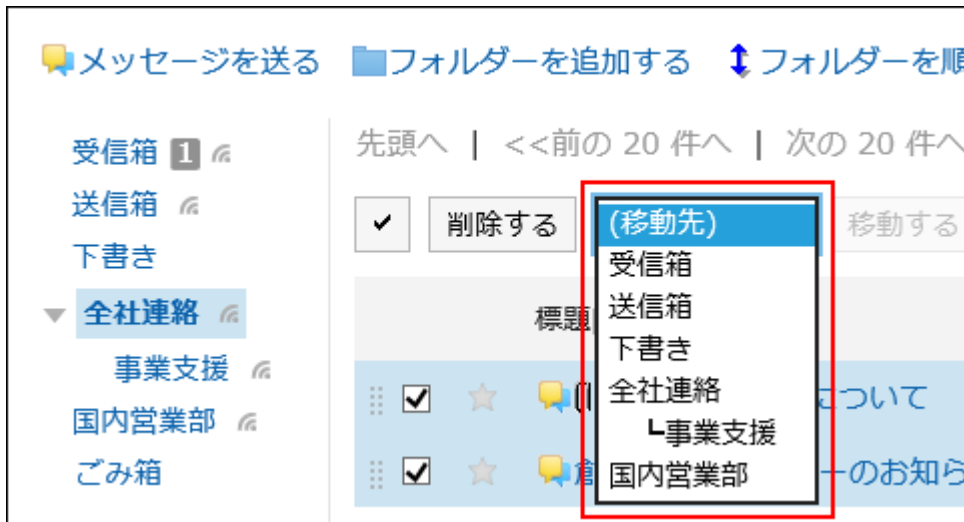 メッセージを送る フォルダーを追加する フォルダーを順
受信箱 1
送信箱
下書き
全社連絡
事業支援
国内営業部
ごみ箱
先頭へ | <<前の 20 件へ | 次の 20 件へ
削除する (移動先) 移動する
受信箱
送信箱
下書き
全社連絡
┗事業支援
国内営業部
標題
について
倉 ーのお知ら